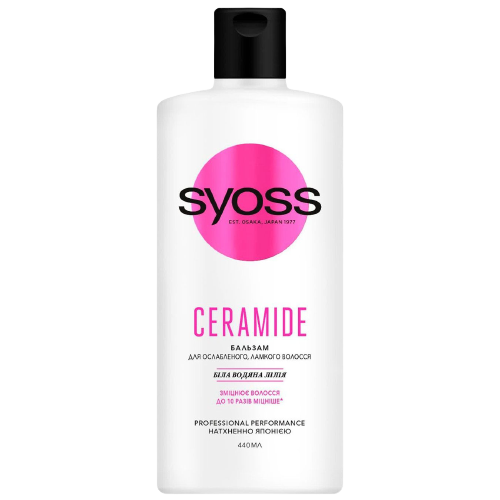 syoss
EST. OSAKA, JAPAN 1977
CERAMIDE
БАЛЬЗАМ
ДЛЯ ОСЛАБЛЕНОГО, ЛАМКОГО ВОЛОССЯ
БІЛА ВОДЯНА ЛІЛІЯ
ЗМІЦНЮЄ ВОЛОССЯ
ДО 10 РАЗІВ МІЦНІШЕ*
PROFESSIONAL PERFORMANCE
НАТХНЕННО ЯПОНІЄЮ
440МЛ